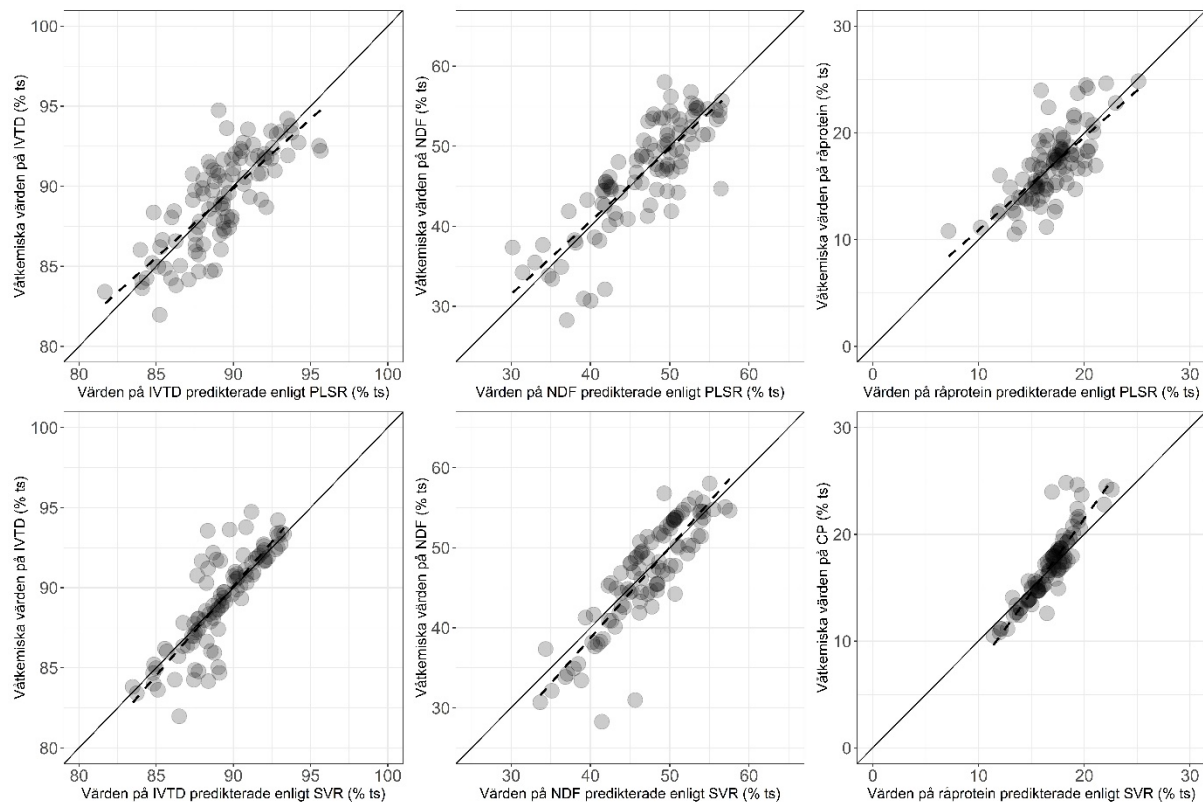 Våtkemiska värden på IVTD (% ts)
100
95
90
85
80
80 85 90 95 100
Värden på IVTD predikterade enligt PLSR (% ts)
Våtkemiska värden på NDF (% ts)
60
50
40
30
30 40 50 60
Värden på NDF predikterade enligt PLSR (% ts)
Våtkemiska värden på råprotein (% ts)
30
20
10
0
0 10 20 30
Värden på råprotein predikterade enligt PLSR (% ts)
Våtkemiska värden på IVTD (% ts)
100
95
90
85
80
80 85 90 95 100
Värden på IVTD predikterade enligt SVR (% ts)
Våtkemiska värden på NDF (% ts)
60
50
40
30
30 40 50 60
Värden på NDF predikterade enligt SVR (% ts)
Våtkemiska värden på CP (% ts)
30
20
10
0
0 10 20 30
Värden på råprotein predikterade enligt SVR (% ts)